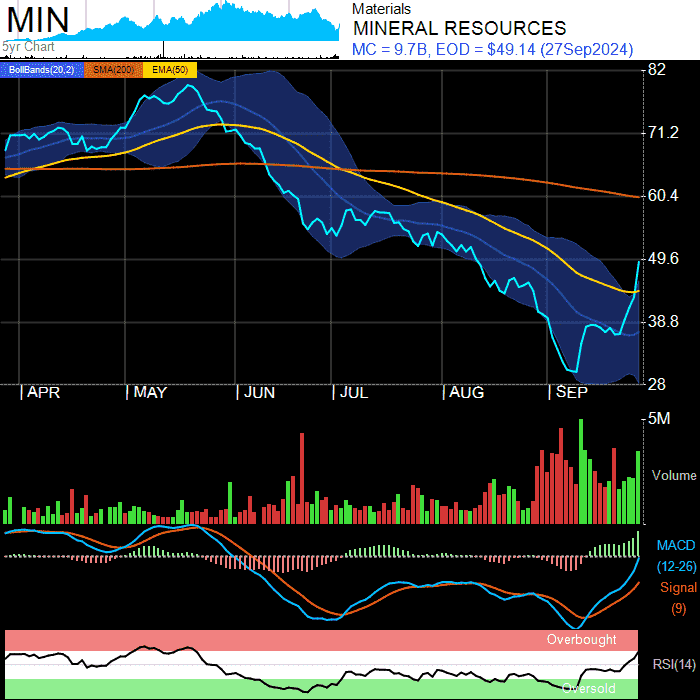 MIN
5yr Chart
Materials
MINERAL RESOURCES
MC = 9.7B, EOD = $49.14 (27Sep2024)
BollBands(20,2) SMA(200) EMA(50)
82
71.2
60.4
49.6
38.8
28
APR MAY JUN JUL AUG SEP
5M
Volume
MACD
(12-26)
Signal
(9)
Overbought
RSI(14)
Oversold